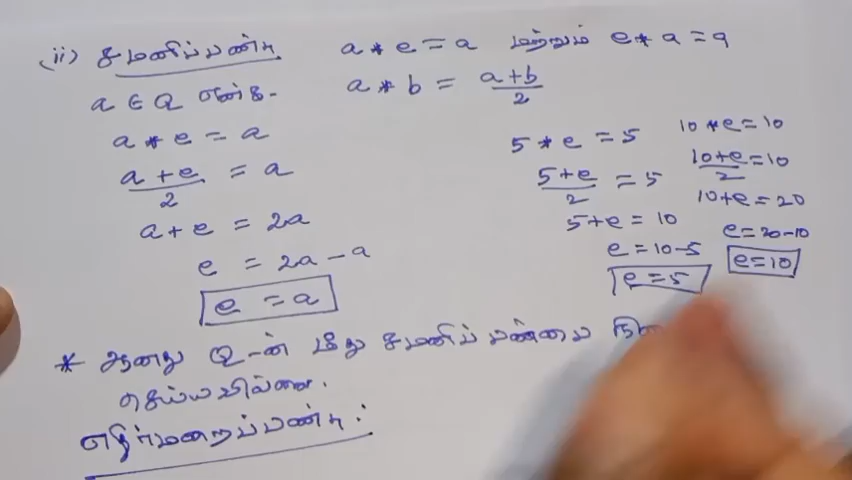 (ii) சமனிப்பண்பு a * e = a மற்றும் e * a = a
a ∈ Q என்க. a * b = a+b/2
a * e = a
a+e/2 = a
a+e = 2a
e = 2a-a
e = a
5 * e = 5
5+e/2 = 5
5+e = 10
e = 10-5
e = 5
10 * e = 10
10+e/2 = 10
10+e = 20
e = 20-10
e = 10
* ஆனது Q-ன் மீது சமனிப் பண்பை
செய்யவில்லை.
எதிர்மறைப்பண்பு: